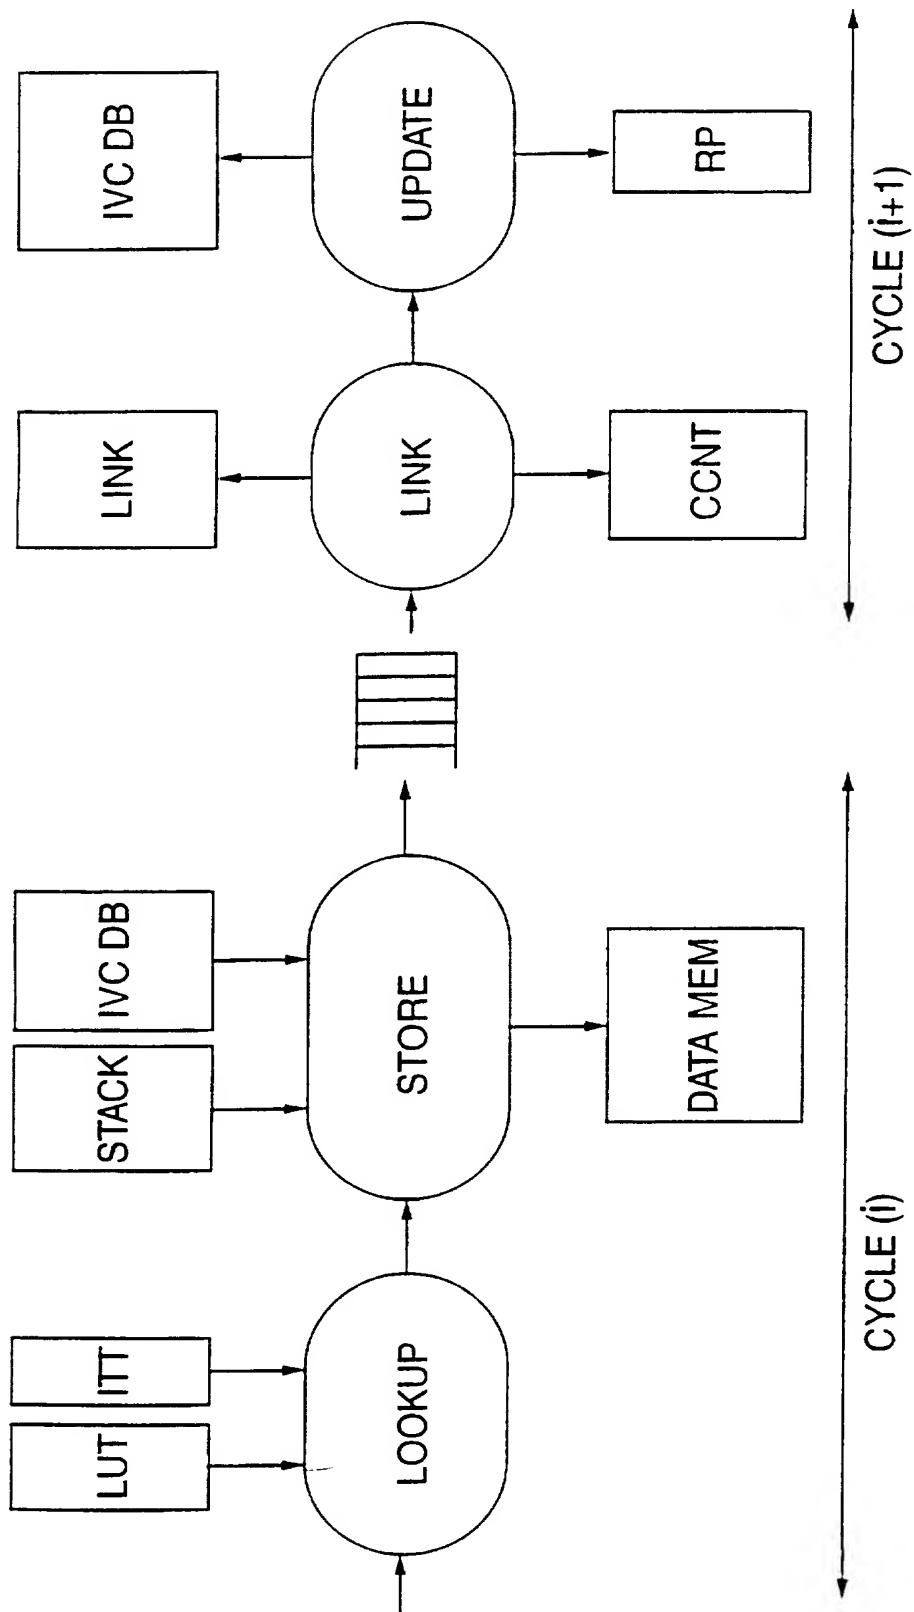 LUT
ITT
STACK
IVC DB
LINK
IVC DB
LOOKUP
STORE
LINK
UPDATE
DATA MEM
CCNT
RP
CYCLE (i)
CYCLE (i+1)